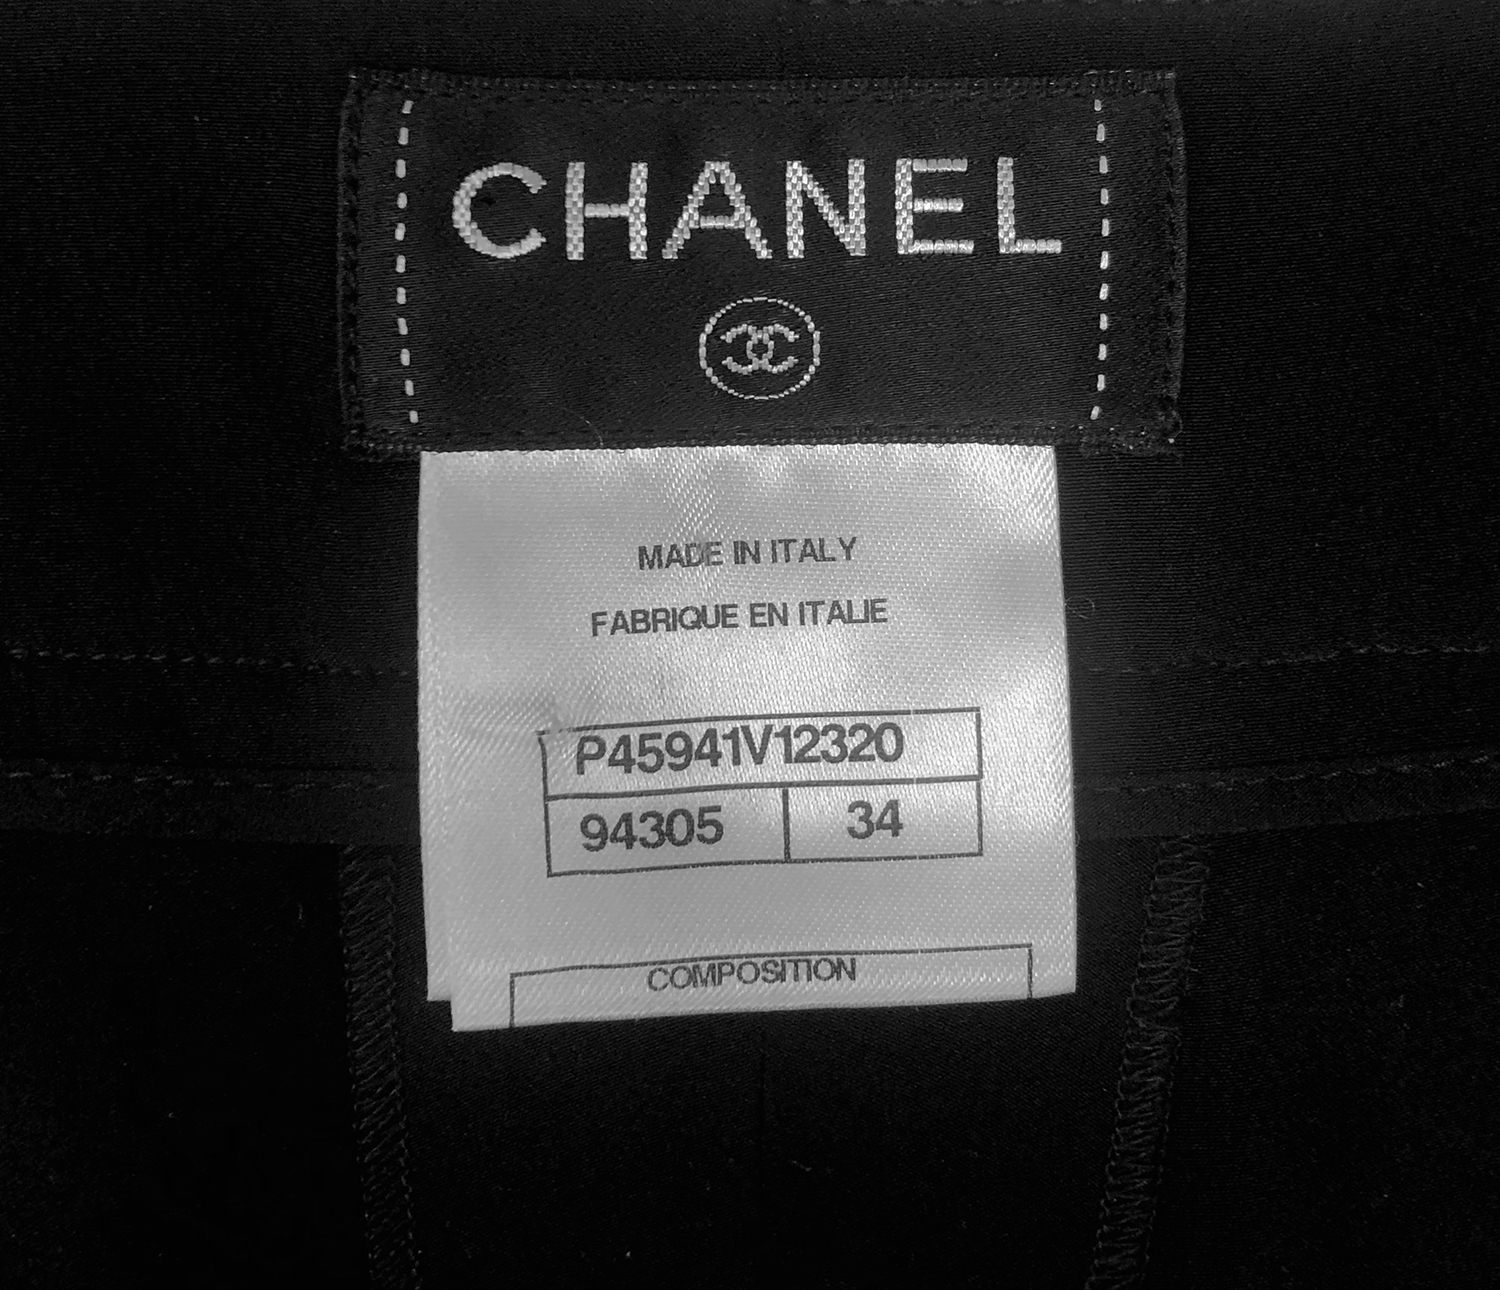 CHANEL
MADE IN ITALY
FABRIQUE EN ITALIE
P45941V12320
94305 34
COMPOSITION